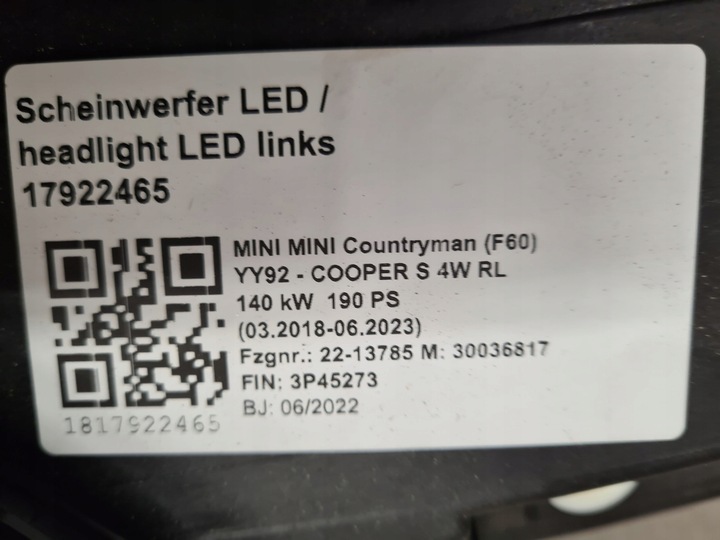 Scheinwerfer LED /
headlight LED links
17922465
MINI MINI Countryman (F60)
YY92 - COOPER S 4W RL
140 kW 190 PS
(03.2018-06.2023)
Fzgnr.: 22-13785 M: 30036817
FIN: 3P45273
BJ: 06/2022
1817922465